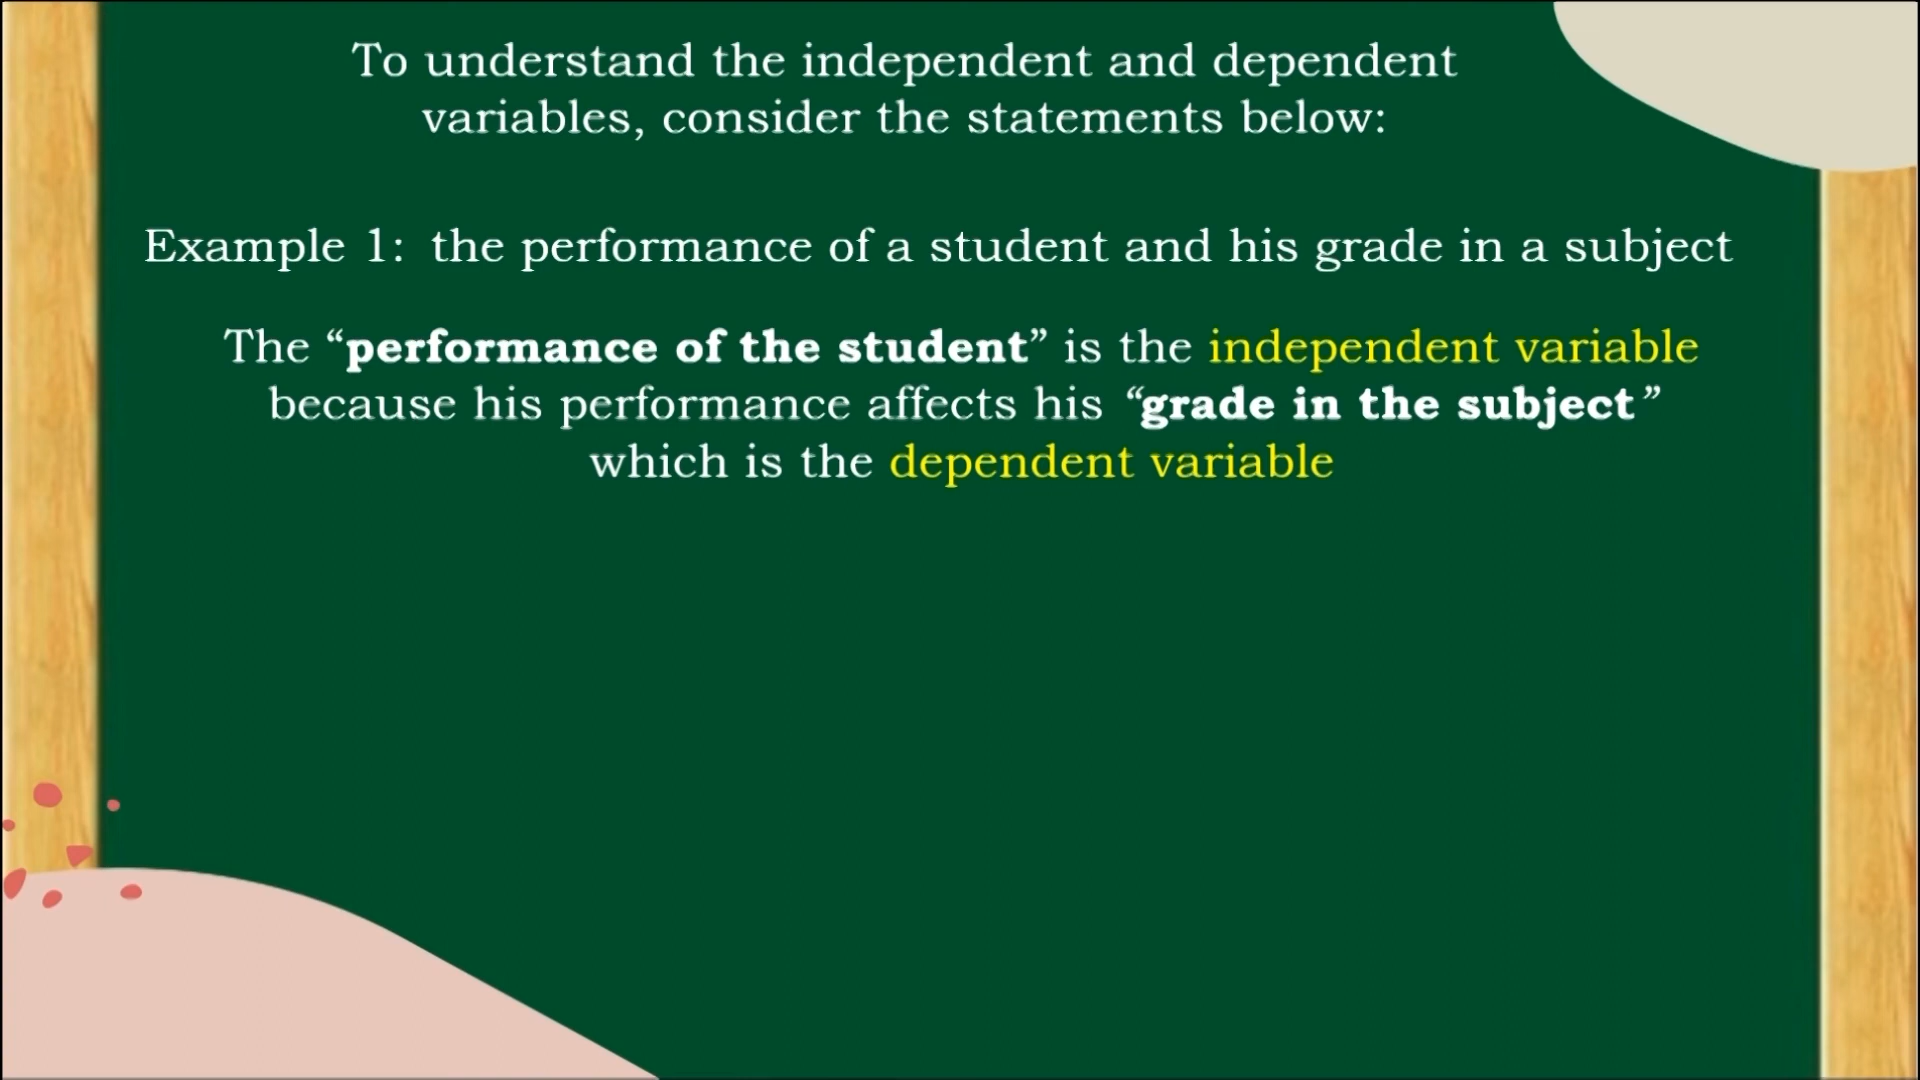 To understand the independent and dependent
variables, consider the statements below:
Example 1: the performance of a student and his grade in a subject
The “performance of the student” is the independent variable
because his performance affects his “grade in the subject”
which is the dependent variable